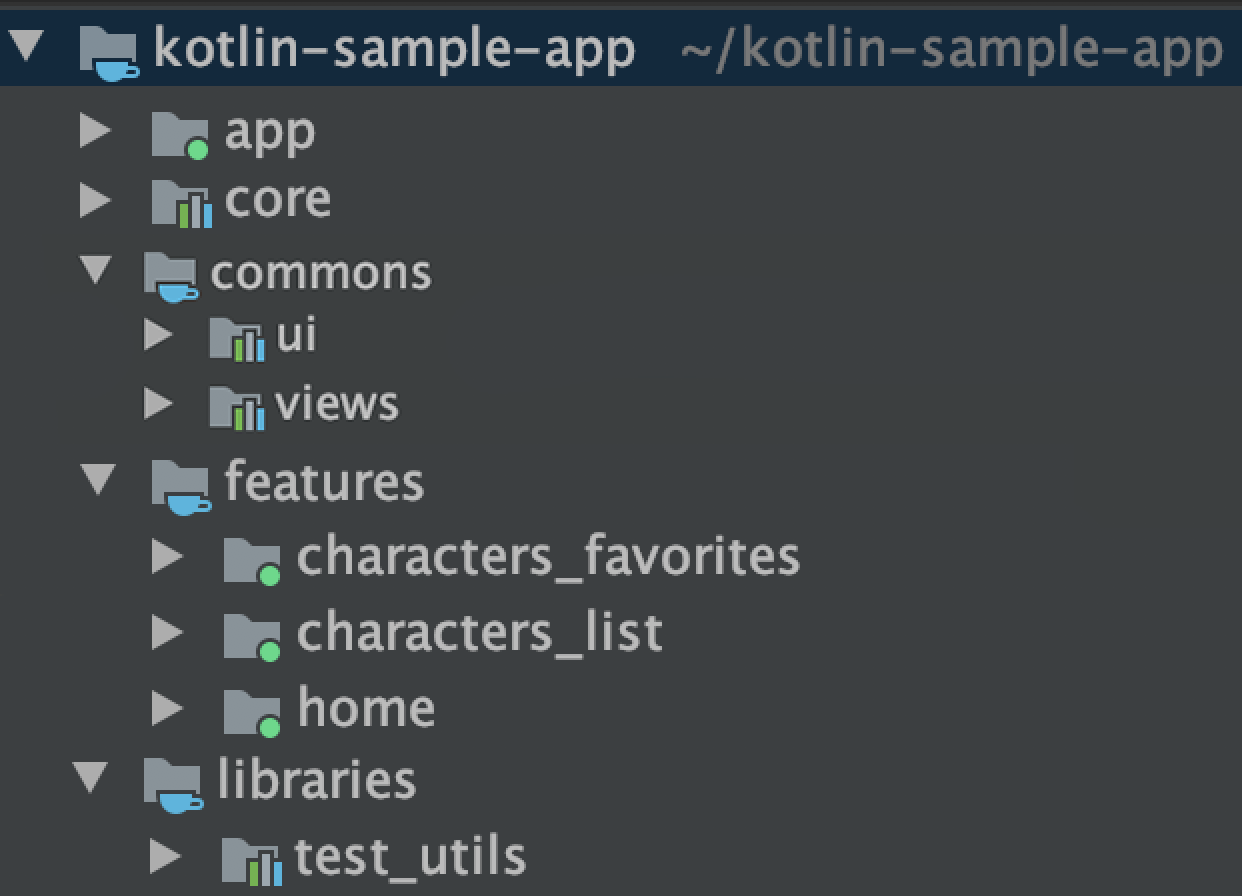 kotlin-sample-app ~/kotlin-sample-app
app
core
commons
ui
views
features
characters_favorites
characters_list
home
libraries
test_utils